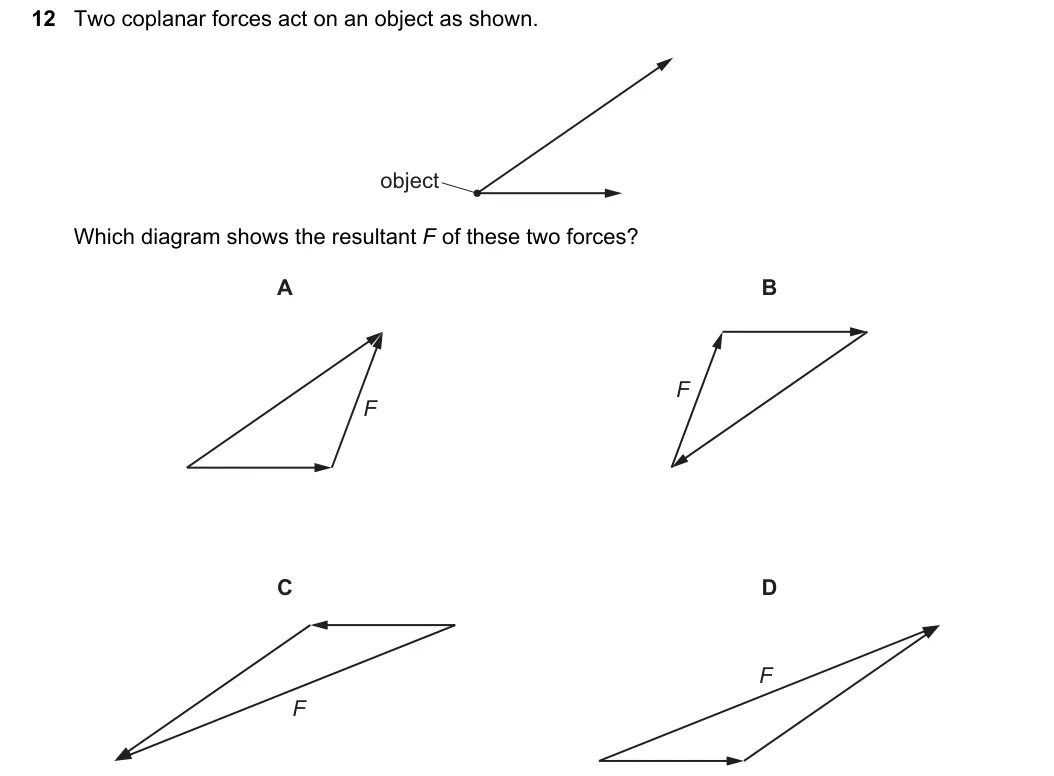 12 Two coplanar forces act on an object as shown.
object
Which diagram shows the resultant F of these two forces?
A
B
F
F
C
D
F
F